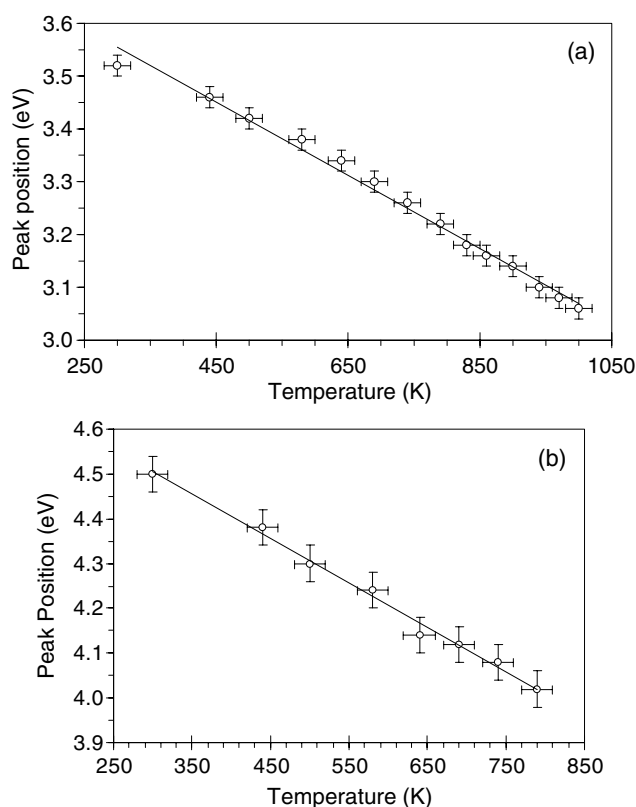 (a)
3.6
3.5
3.4
3.3
3.2
3.1
3.0
Peak position (eV)
250 450 650 850 1050
Temperature (K)
(b)
4.6
4.5
4.4
4.3
4.2
4.1
4.0
3.9
Peak Position (eV)
250 350 450 550 650 750 850
Temperature (K)